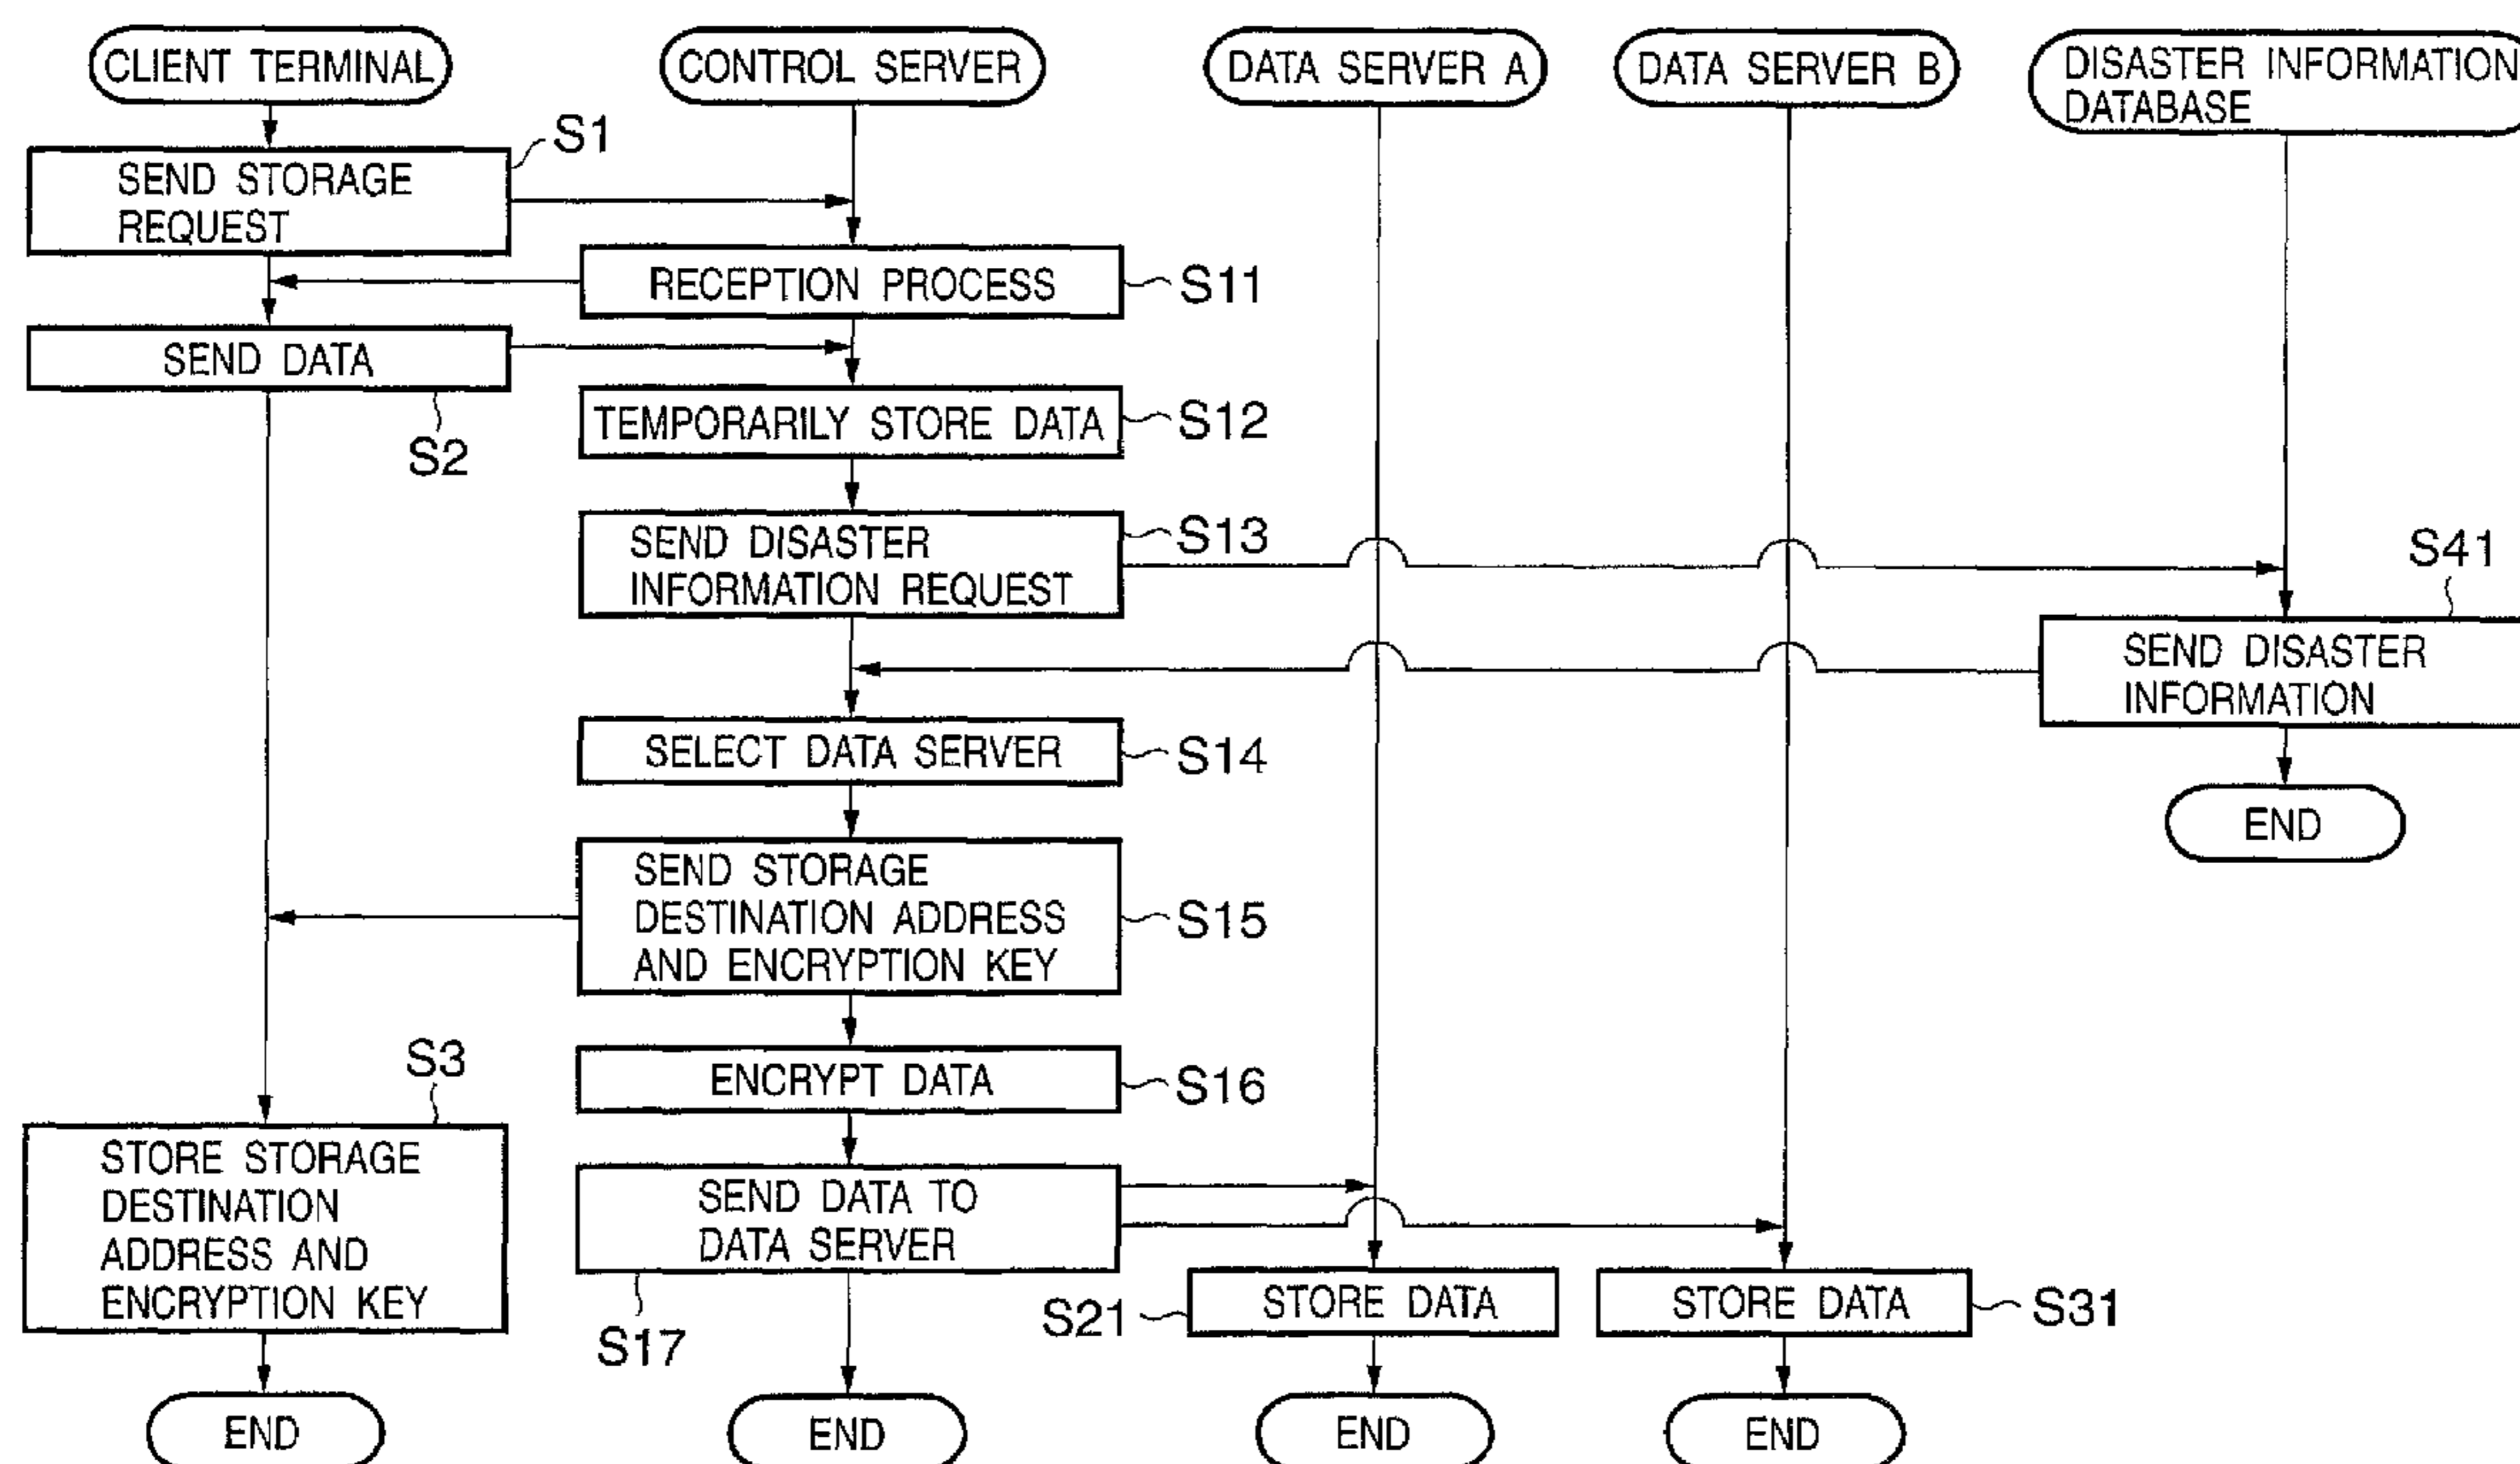 CLIENT TERMINAL
CONTROL SERVER
DATA SERVER A
DATA SERVER B
DISASTER INFORMATION
DATABASE
S1
SEND STORAGE
REQUEST
RECEPTION PROCESS
S11
SEND DATA
S2
TEMPORARILY STORE DATA
S12
SEND DISASTER
INFORMATION REQUEST
S13
S41
SEND DISASTER
INFORMATION
SELECT DATA SERVER
S14
END
SEND STORAGE
DESTINATION ADDRESS
AND ENCRYPTION KEY
S15
ENCRYPT DATA
S16
S3
STORE STORAGE
DESTINATION
ADDRESS AND
ENCRYPTION KEY
SEND DATA TO
DATA SERVER
S17
S21
STORE DATA
STORE DATA
S31
END
END
END
END